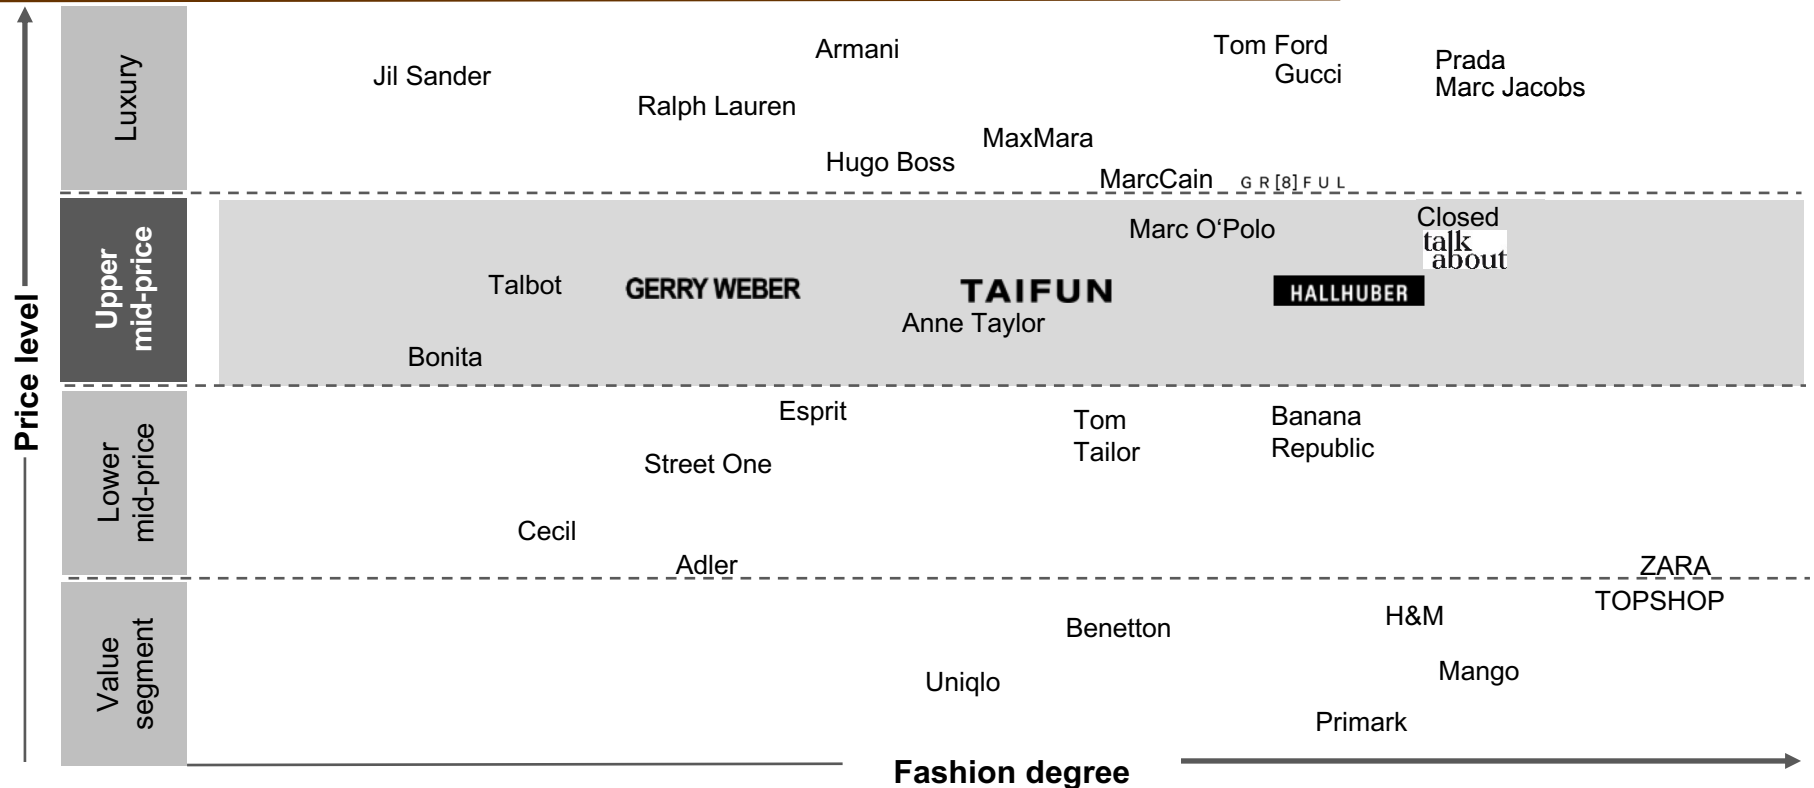 Price level
Luxury
Armani
Tom Ford
Gucci
Prada
Marc Jacobs
Jil Sander
Ralph Lauren
MaxMara
Hugo Boss
MarcCain
GR[8]FUL
Upper
mid-price
Closed
talk
about
Marc O‘Polo
Talbot
GERRY WEBER
TAIFUN
HALLHUBER
Anne Taylor
Bonita
Lower
mid-price
Esprit
Tom
Tailor
Banana
Republic
Street One
Cecil
Adler
ZARA
Value
segment
TOPSHOP
H&M
Benetton
Mango
Uniqlo
Primark
Fashion degree